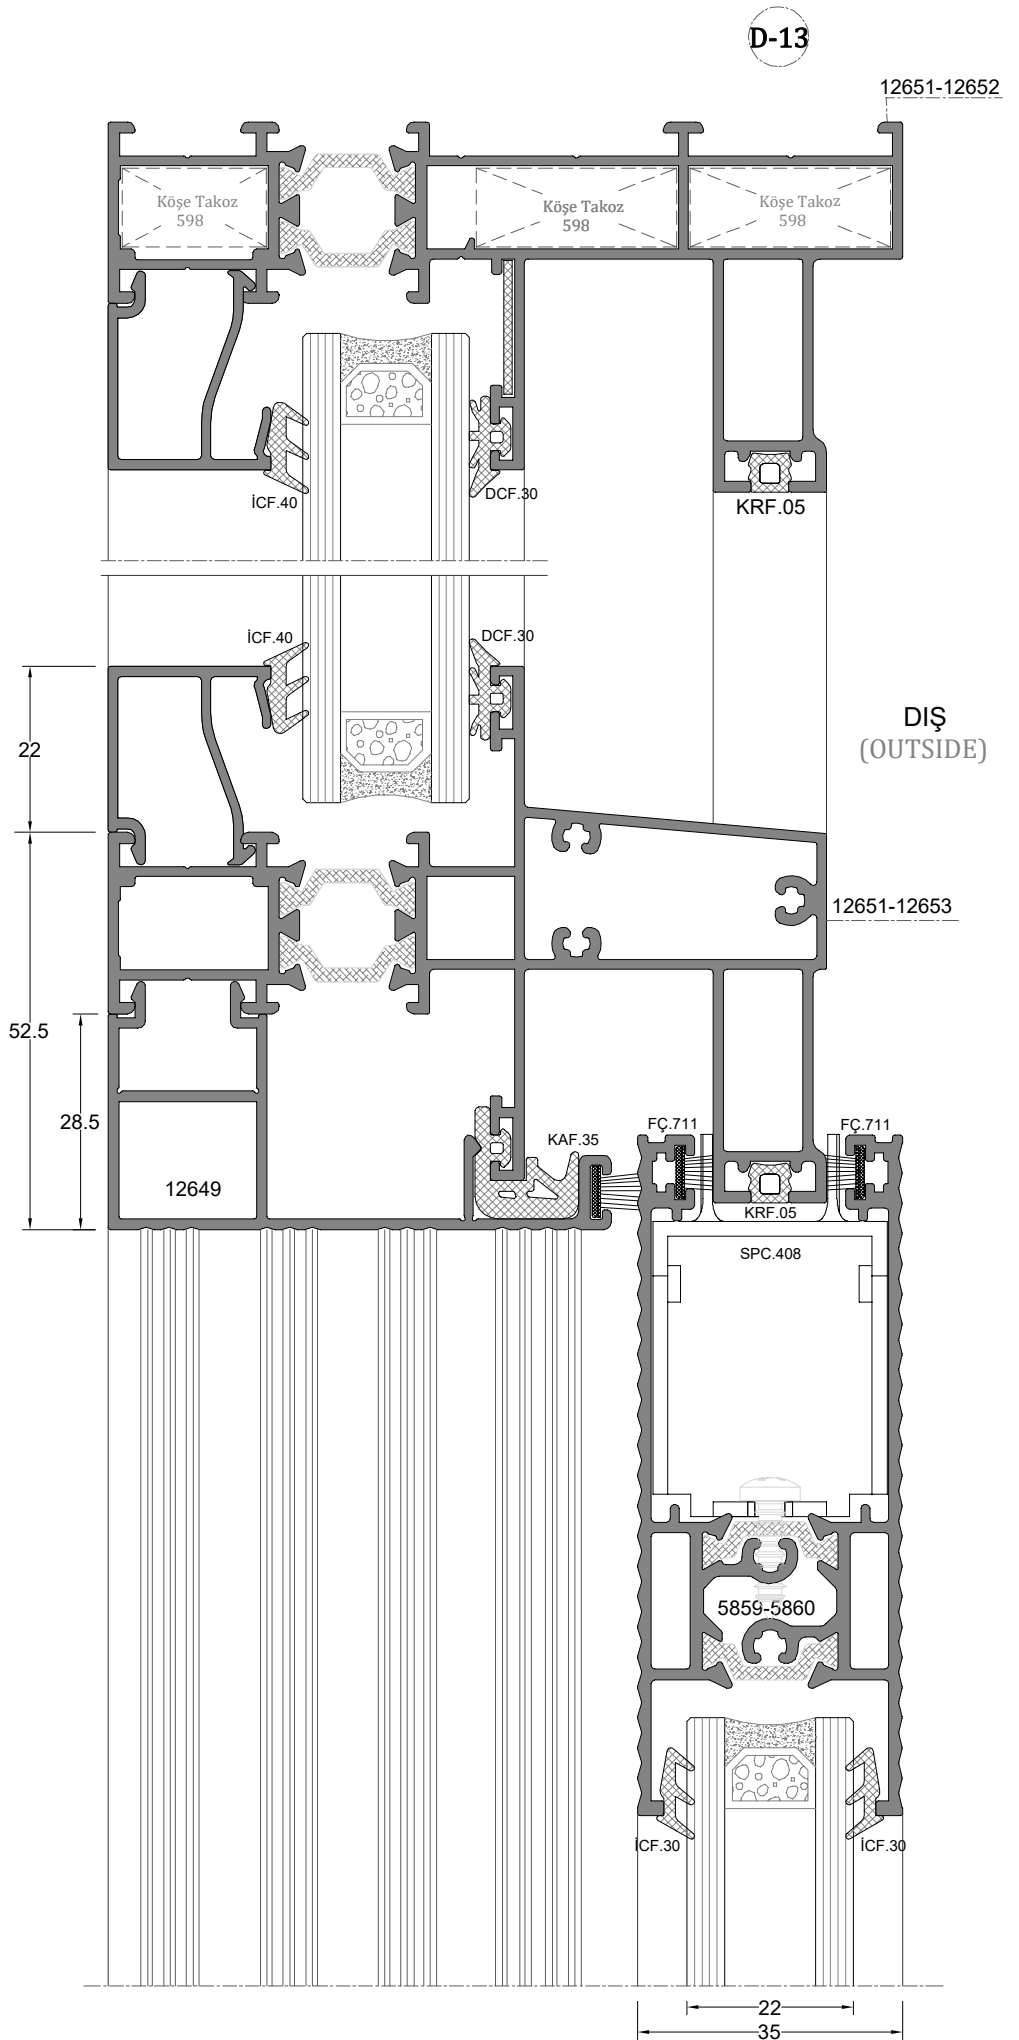 D-13
12651-12652
Köşe Takoz
598
Köşe Takoz
598
Köşe Takoz
598
İCF.40
DCF.30
KRF.05
İCF.40
DCF.30
DIŞ
(OUTSIDE)
22
12651-12653
52.5
28.5
FÇ.711
FÇ.711
KAF.35
12649
KRF.05
SPC.408
5859-5860
İCF.30
İCF.30
22
35